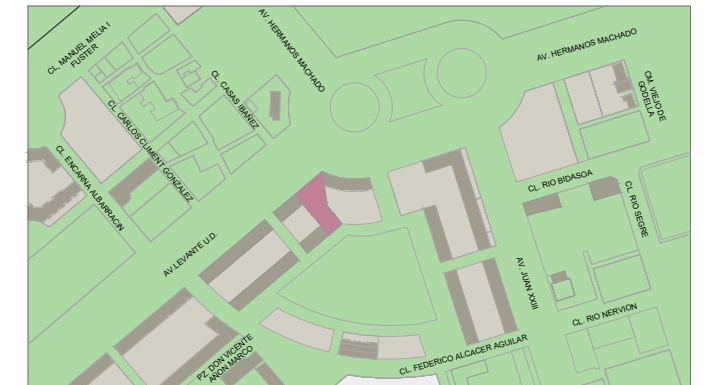 CL. MANUEL MELIA I
FUSTER
AV. HERMANOS MACHADO
AV. HERMANOS MACHADO
CL. CASAS IBAÑEZ
CM. VIEJO DE
GODELLA
CL. CARLOS CLIMENT GONZALEZ
CL. ENCARNA ALBARRACIN
CL. RIO BIDASOA
CL. RIO SEGRE
AV.LEVANTE U.D.
AV. JUAN XXIII
CL. RIO NERVION
PZ. DON VICENTE
AÑON MARCO
CL. FEDERICO ALCACER AGUILAR